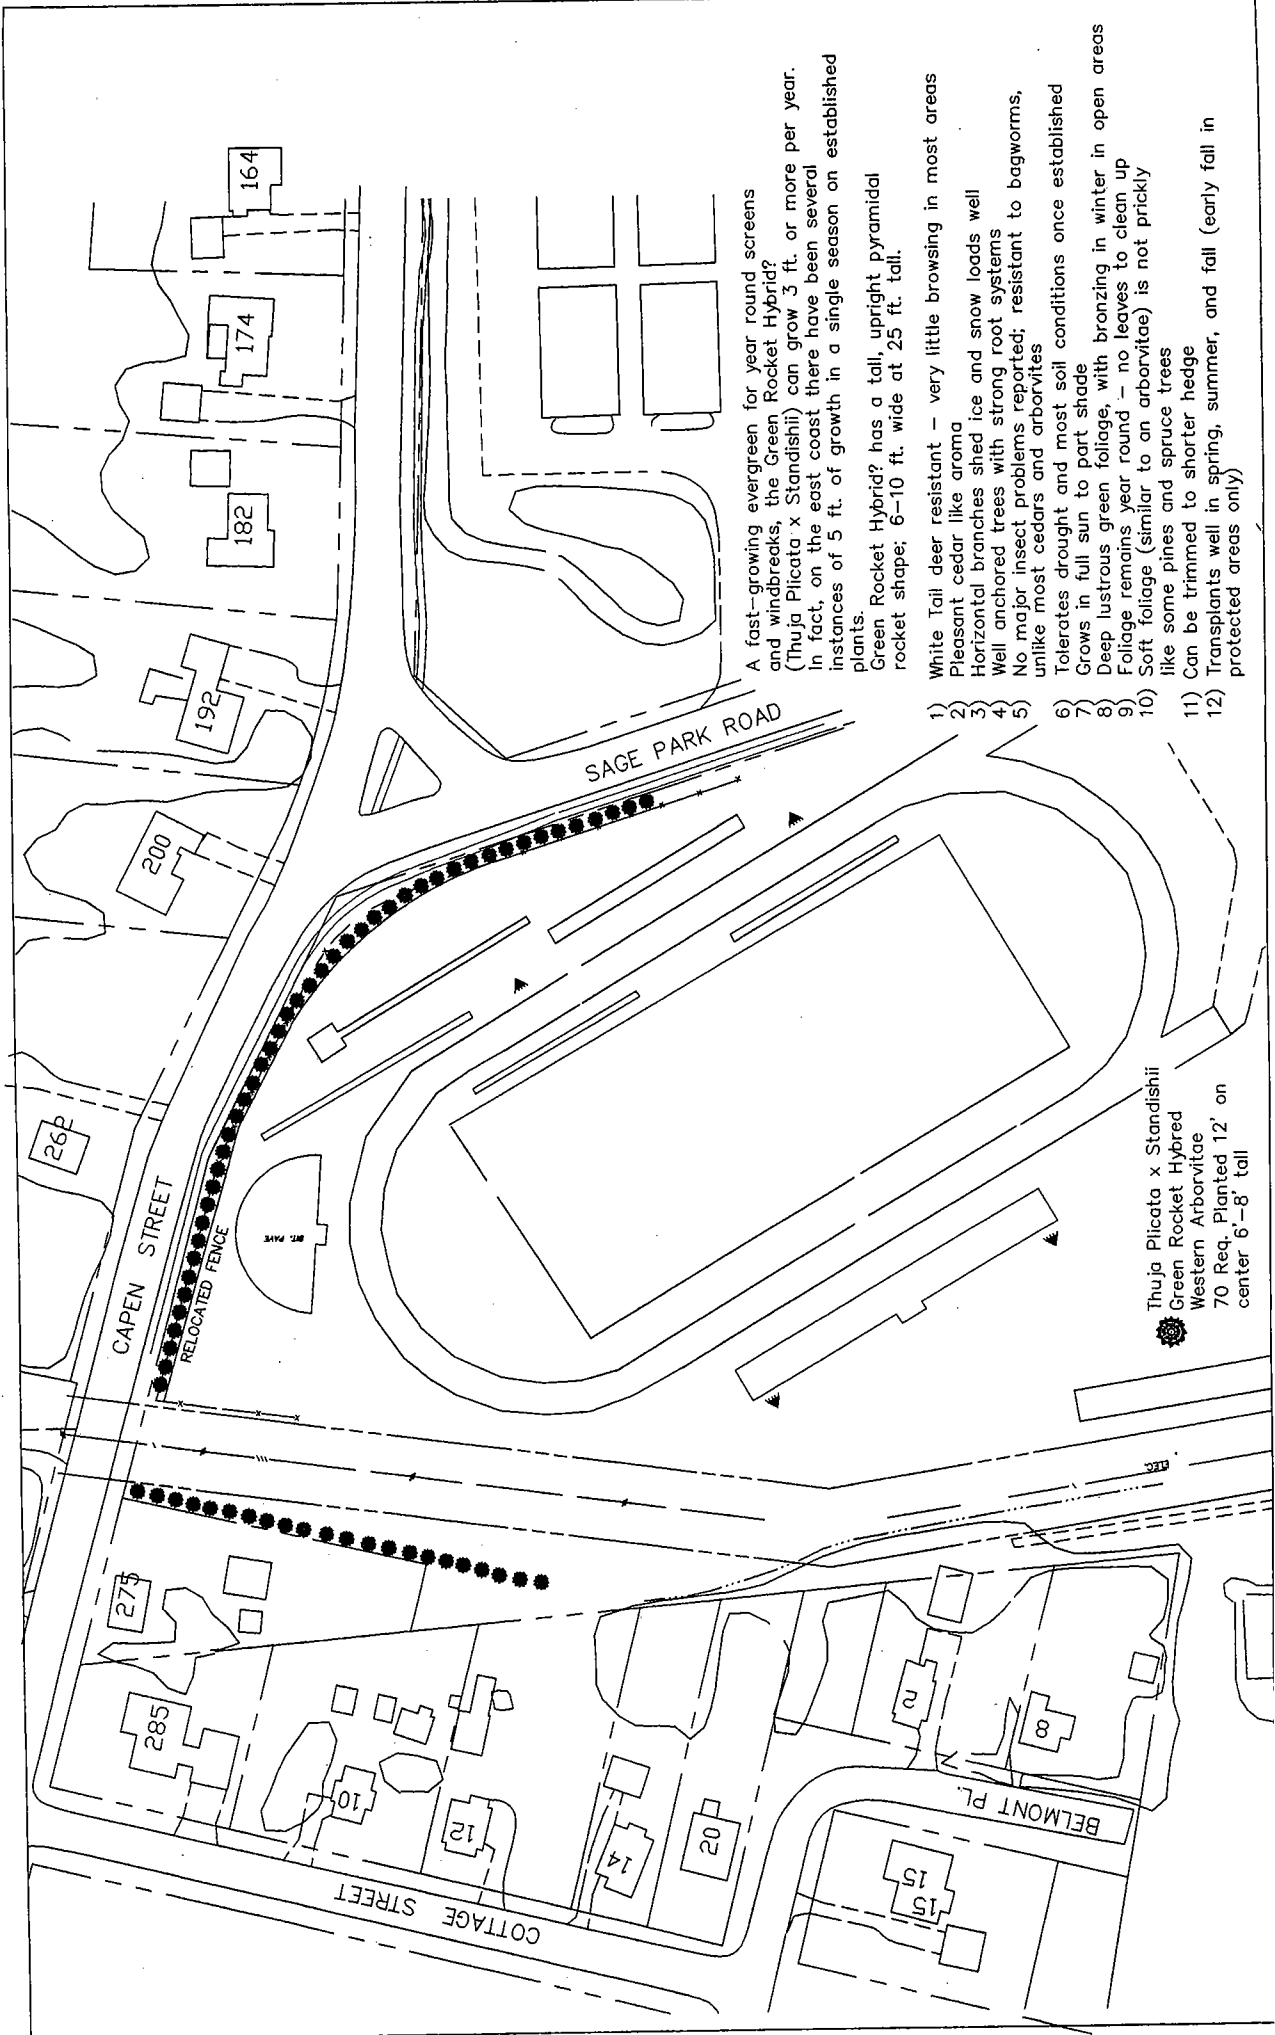 164
174
182
192
200
262
CAPEN STREET
RELOCATED FENCE
BIT. PAVE
SAGE PARK ROAD
A fast-growing evergreen for year round screens
and windbreaks, the Green Rocket Hybrid?
(Thuja Plicata x Standishii) can grow 3 ft. or more per year.
In fact, on the east coast there have been several
instances of 5 ft. of growth in a single season on established
plants.
Green Rocket Hybrid? has a tall, upright pyramidal
rocket shape; 6-10 ft. wide at 25 ft. tall.
1) White Tail deer resistant - very little browsing in most areas
2) Pleasant cedar like aroma
3) Horizontal branches shed ice and snow loads well
4) Well anchored trees with strong root systems
5) No major insect problems reported; resistant to bagworms,
unlike most cedars and arborvites
6) Tolerates drought and most soil conditions once established
7) Grows in full sun to part shade
8) Deep lustrous green foliage, with bronzing in winter in open areas
9) Foliage remains year round - no leaves to clean up
10) Soft foliage (similar to an arborvitae) is not prickly
like some pines and spruce trees
11) Can be trimmed to shorter hedge
12) Transplants well in spring, summer, and fall (early fall in
protected areas only)
Thuja Plicata x Standishii
Green Rocket Hybred
Western Arborvitae
70 Req. Planted 12' on
center 6'-8' tall
ELEC.
275
285
10
12
14
20
2
8
15
15
COTTAGE STREET
BELMONT PL.